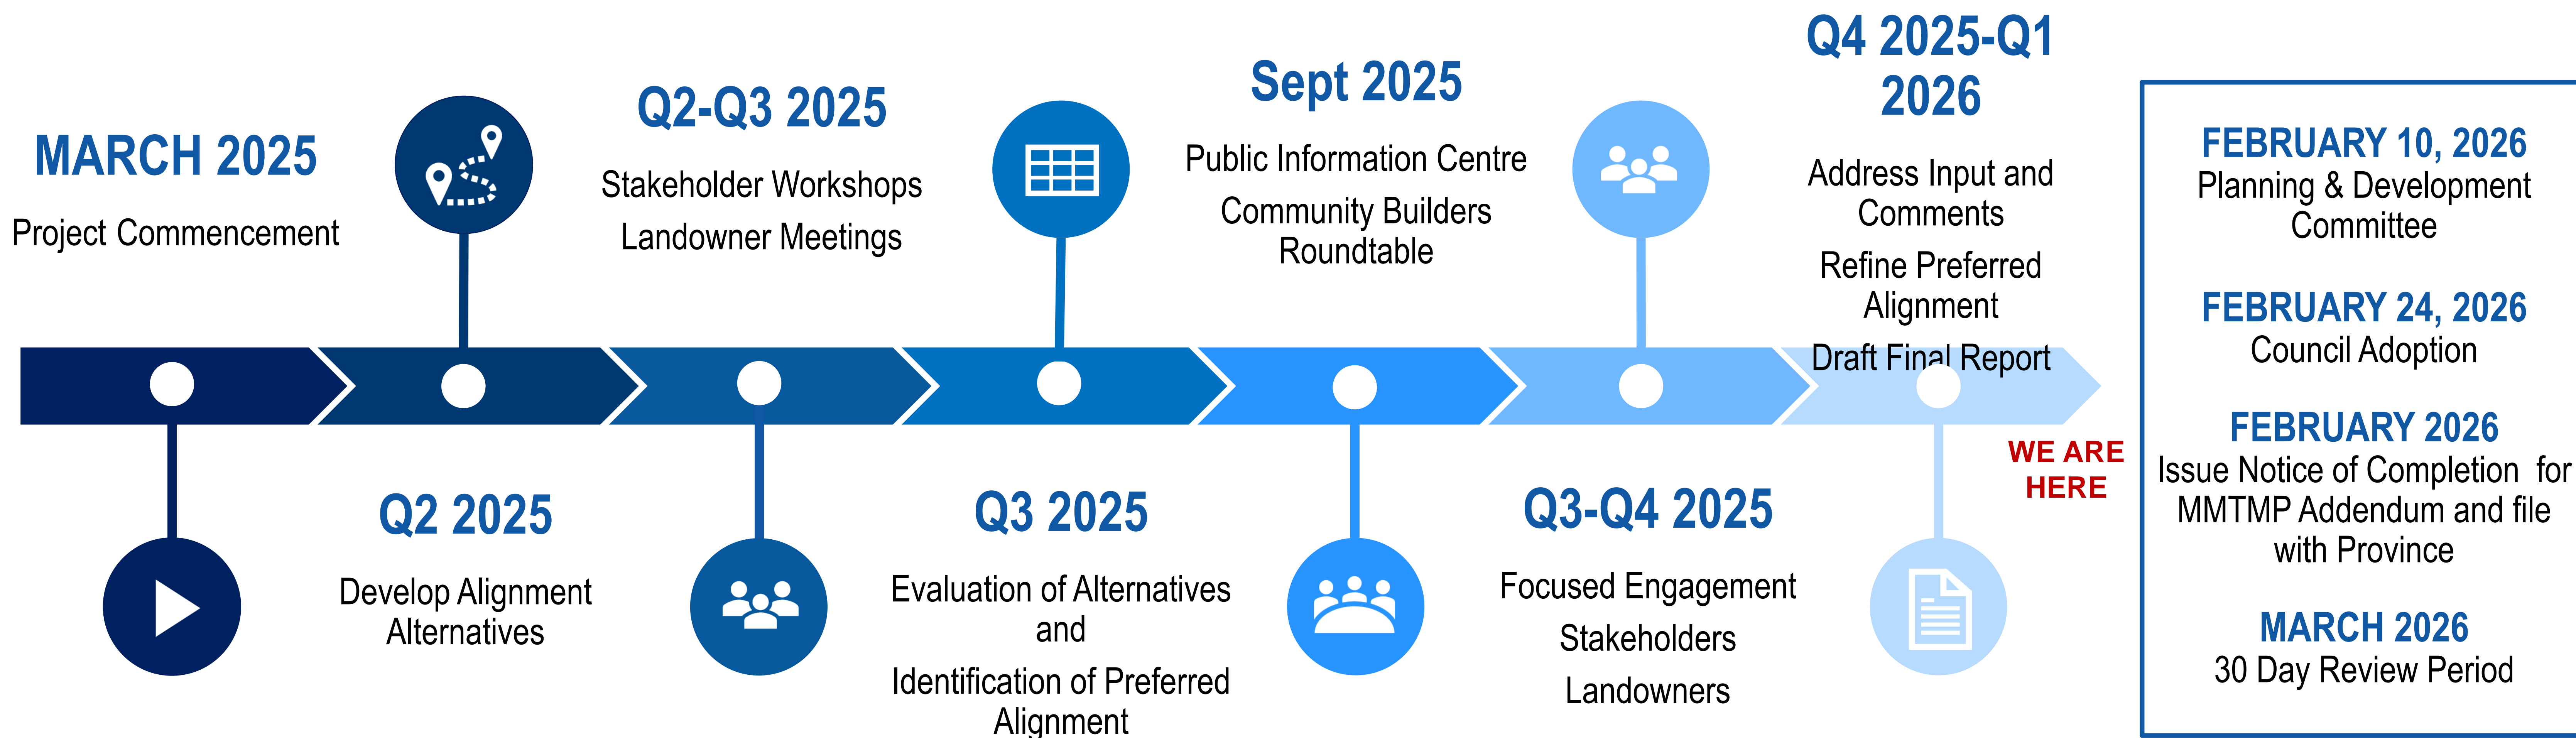 MARCH 2025
Project Commencement
Q2 2025
Develop Alignment
Alternatives
Q2-Q3 2025
Stakeholder Workshops
Landowner Meetings
Q3 2025
Evaluation of Alternatives
and
Identification of Preferred
Alignment
Sept 2025
Public Information Centre
Community Builders
Roundtable
Q3-Q4 2025
Focused Engagement
Stakeholders
Landowners
Q4 2025-Q1
2026
Address Input and
Comments
Refine Preferred
Alignment
Draft Final Report
WE ARE
HERE
FEBRUARY 10, 2026
Planning & Development
Committee
FEBRUARY 24, 2026
Council Adoption
FEBRUARY 2026
Issue Notice of Completion for
MMTMP Addendum and file
with Province
MARCH 2026
30 Day Review Period